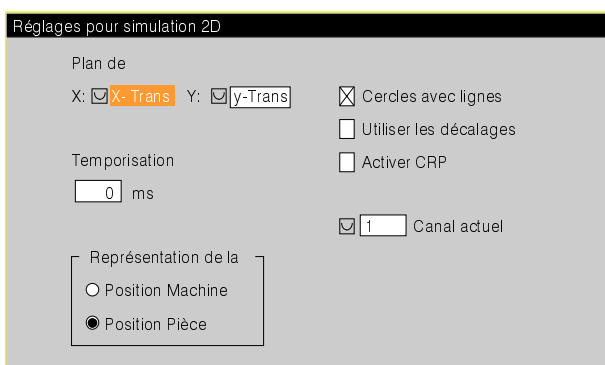 Réglages pour simulation 2D
Plan de
X: X- Trans Y: y-Trans
Cercles avec lignes
Utiliser les décalages
Temporisation
Activer CRP
0 ms
1 Canal actuel
Représentation de la
Position Machine
Position Pièce